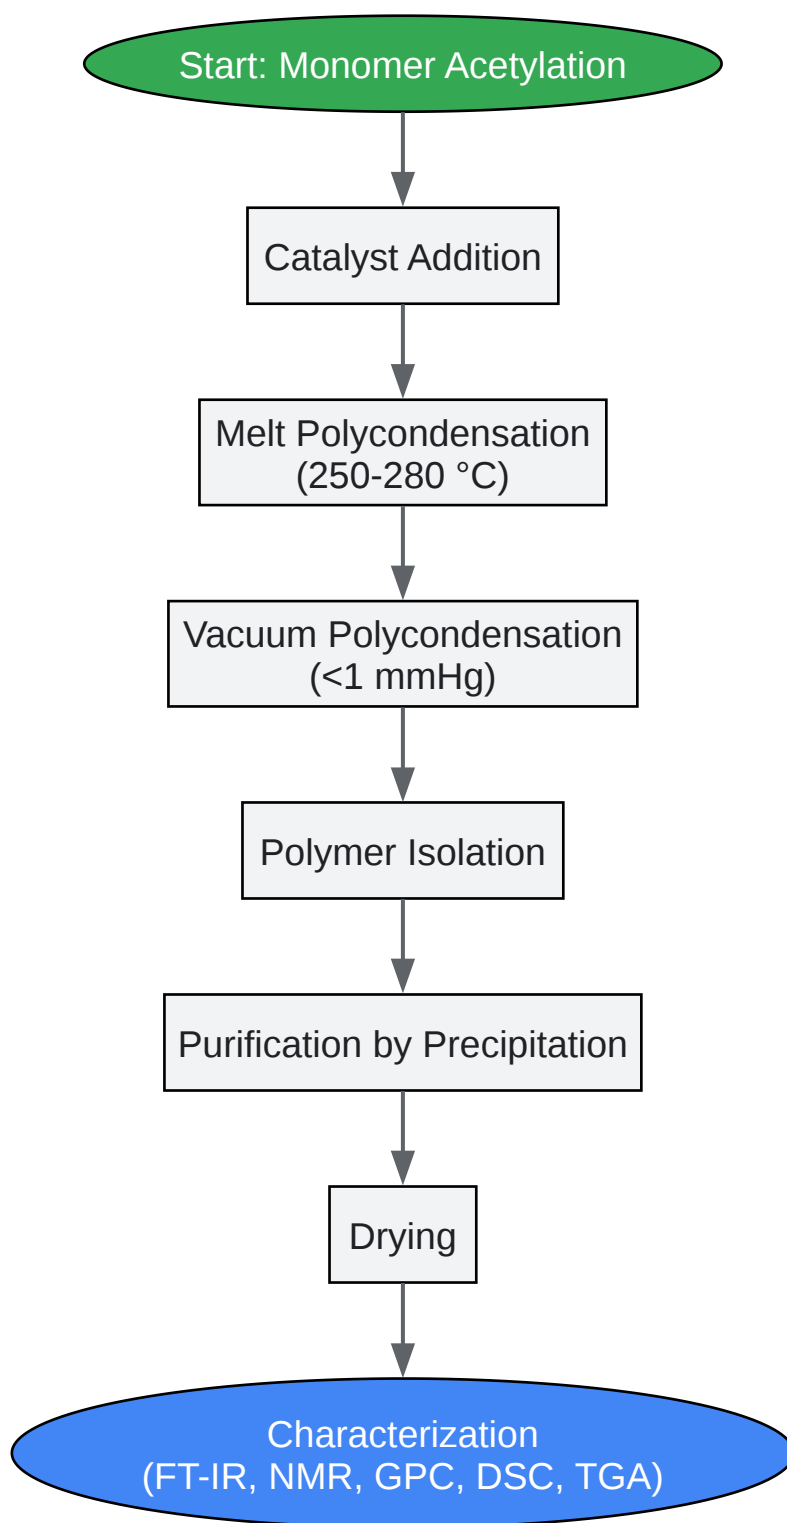 Start: Monomer Acetylation
Catalyst Addition
Melt Polycondensation
(250-280 °C)
Vacuum Polycondensation
(<1 mmHg)
Polymer Isolation
Purification by Precipitation
Drying
Characterization
(FT-IR, NMR, GPC, DSC, TGA)